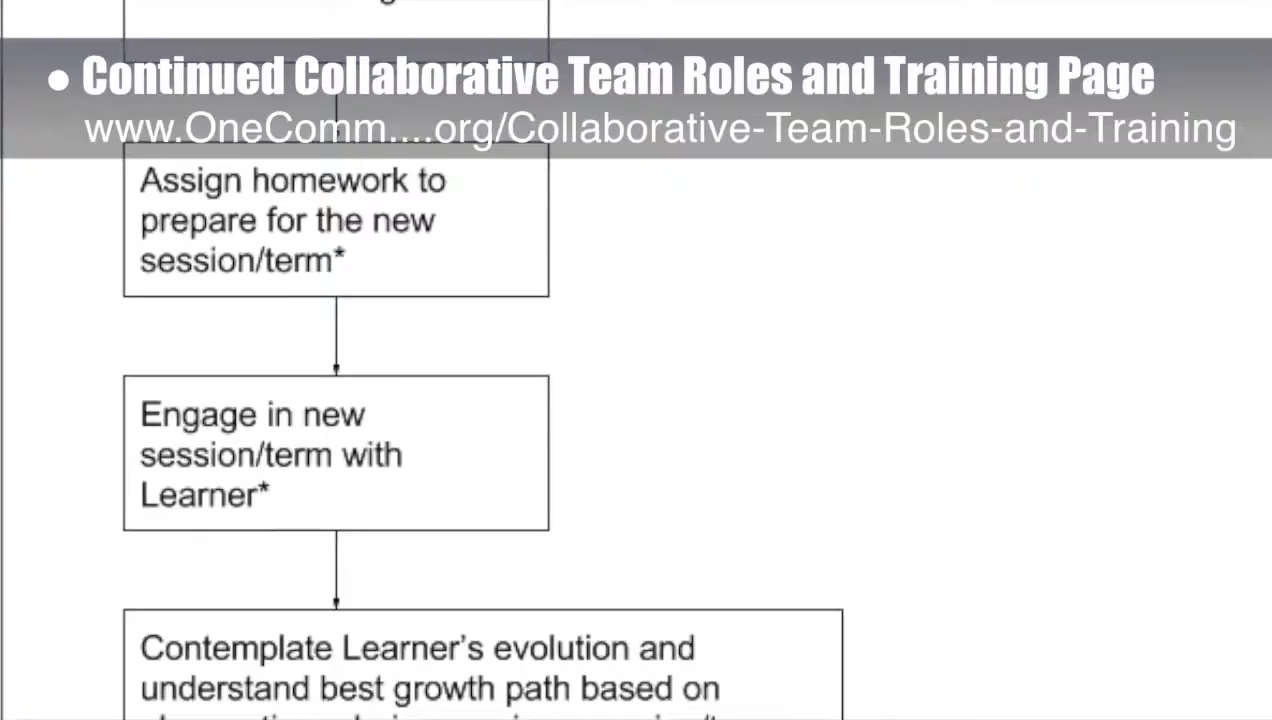 ● Continued Collaborative Team Roles and Training Page
www.OneComm....org/Collaborative-Team-Roles-and-Training
Assign homework to
prepare for the new
session/term*
Engage in new
session/term with
Learner*
Contemplate Learner's evolution and
understand best growth path based on